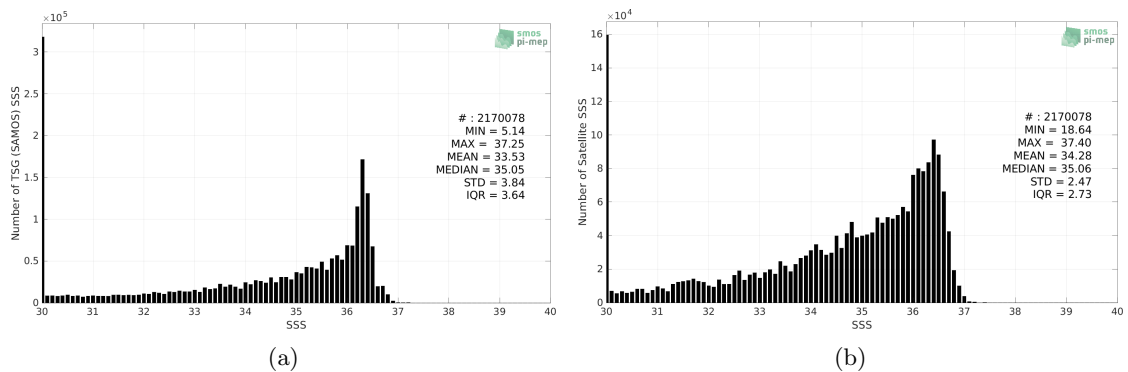 ×10⁵
smos
pi-mep
3
2.5
2
1.5
1
0.5
0
Number of TSG (SAMOS) SSS
# : 2170078
MIN = 5.14
MAX = 37.25
MEAN = 33.53
MEDIAN = 35.05
STD = 3.84
IQR = 3.64
30 31 32 33 34 35 36 37 38 39 40
SSS
(a)
×10⁴
smos
pi-mep
16
14
12
10
8
6
4
2
0
Number of Satellite SSS
# : 2170078
MIN = 18.64
MAX = 37.40
MEAN = 34.28
MEDIAN = 35.06
STD = 2.47
IQR = 2.73
30 31 32 33 34 35 36 37 38 39 40
SSS
(b)